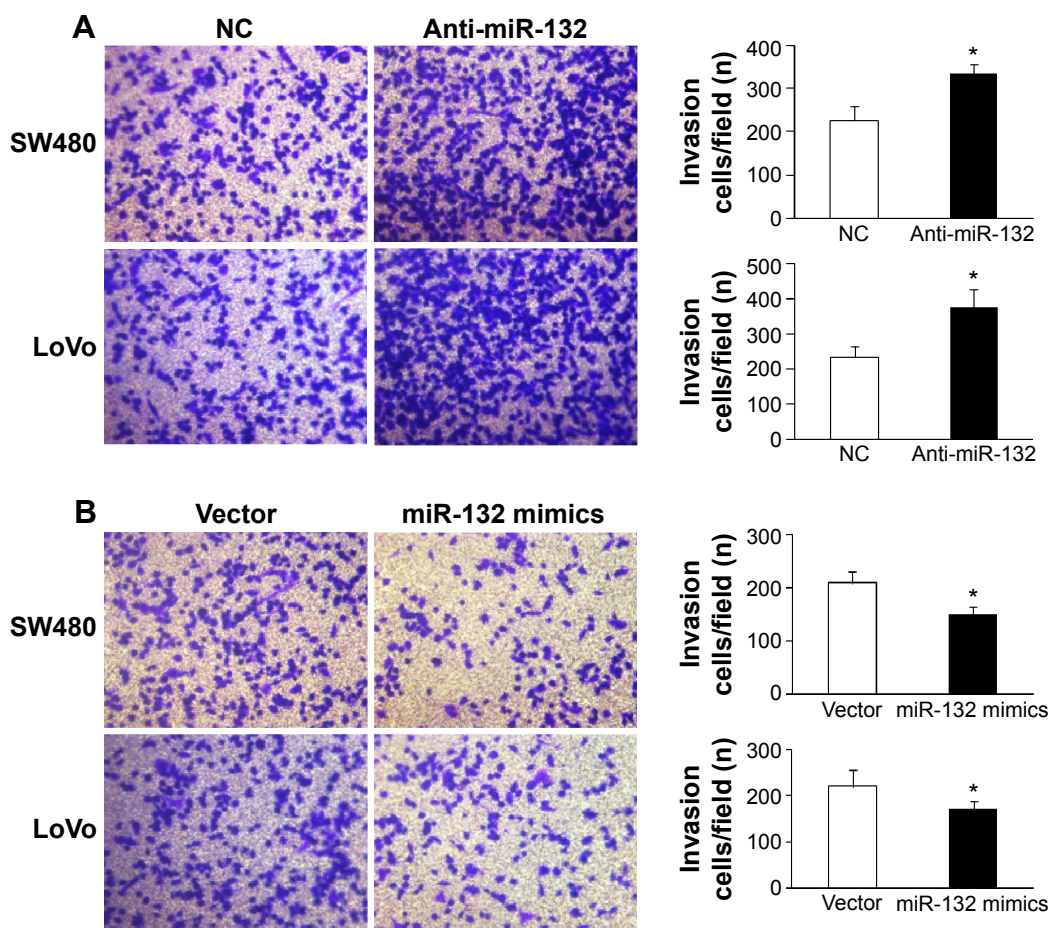 A
NC
Anti-miR-132
SW480
LoVo
Invasion
cells/field (n)
400
300
200
100
0
*
NC
Anti-miR-132
Invasion
cells/field (n)
500
400
300
200
100
0
*
NC
Anti-miR-132
B
Vector
miR-132 mimics
SW480
LoVo
Invasion
cells/field (n)
300
200
100
0
*
Vector
miR-132 mimics
Invasion
cells/field (n)
300
200
100
0
*
Vector
miR-132 mimics